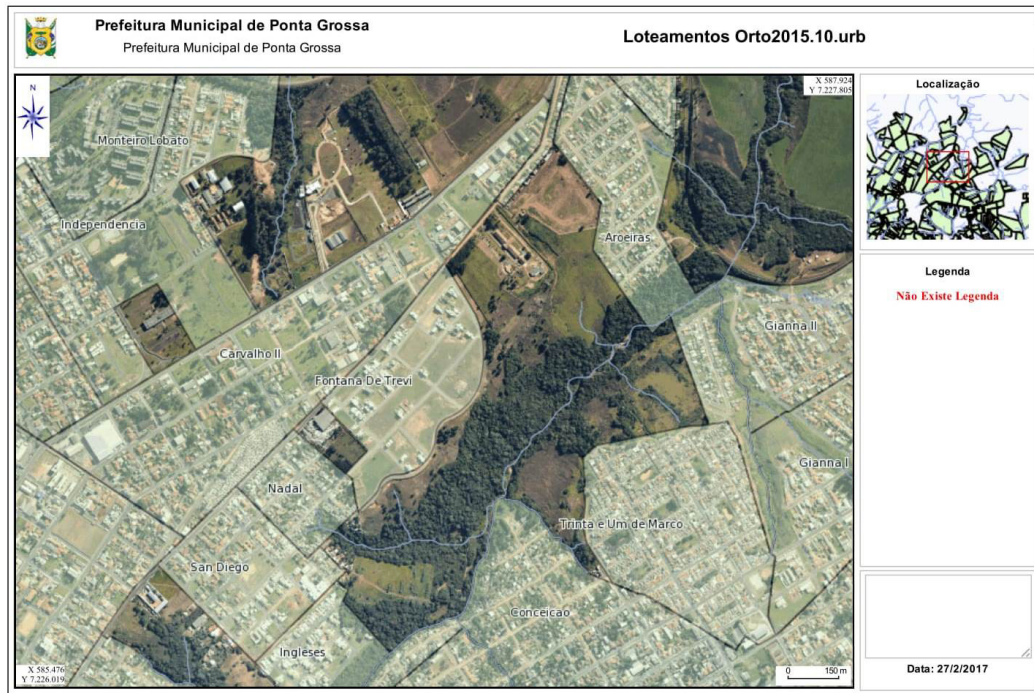 Prefeitura Municipal de Ponta Grossa
Prefeitura Municipal de Ponta Grossa
Loteamentos Orto2015.10.urb
N
X 587.924
Y 7.227.805
Localização
Monteiro Lobato
Independencia
Aroeiras
Legenda
Não Existe Legenda
Gianna II
Carvalho II
Fontana De Trevi
Gianna I
Nadal
Trinta e Um de Marco
San Diego
Conceicao
Ingleses
X 585.476
Y 7.226.019
0 150 m
Data: 27/2/2017